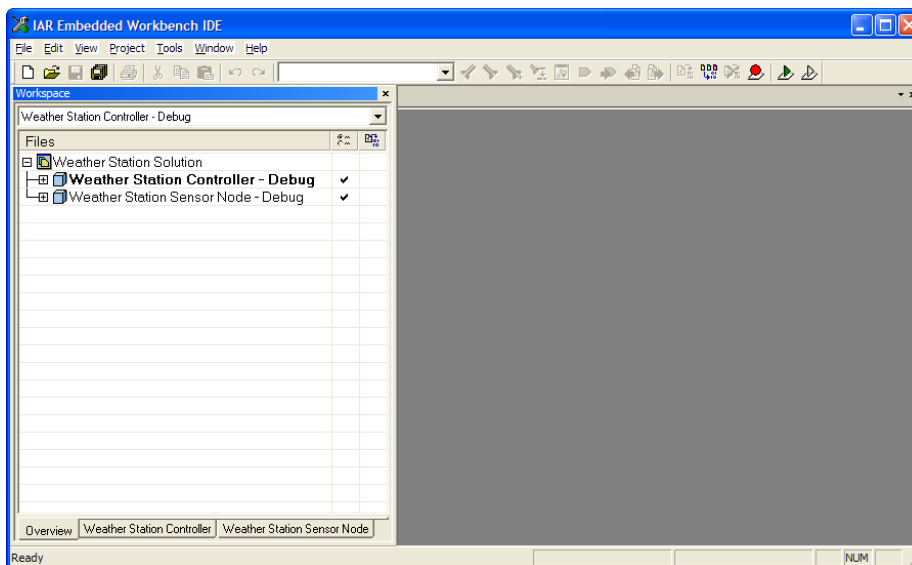 IAR Embedded Workbench IDE
File Edit View Project Tools Window Help
Workspace
Weather Station Controller - Debug
Files
Weather Station Solution
Weather Station Controller - Debug
Weather Station Sensor Node - Debug
Overview Weather Station Controller Weather Station Sensor Node
Ready NUM